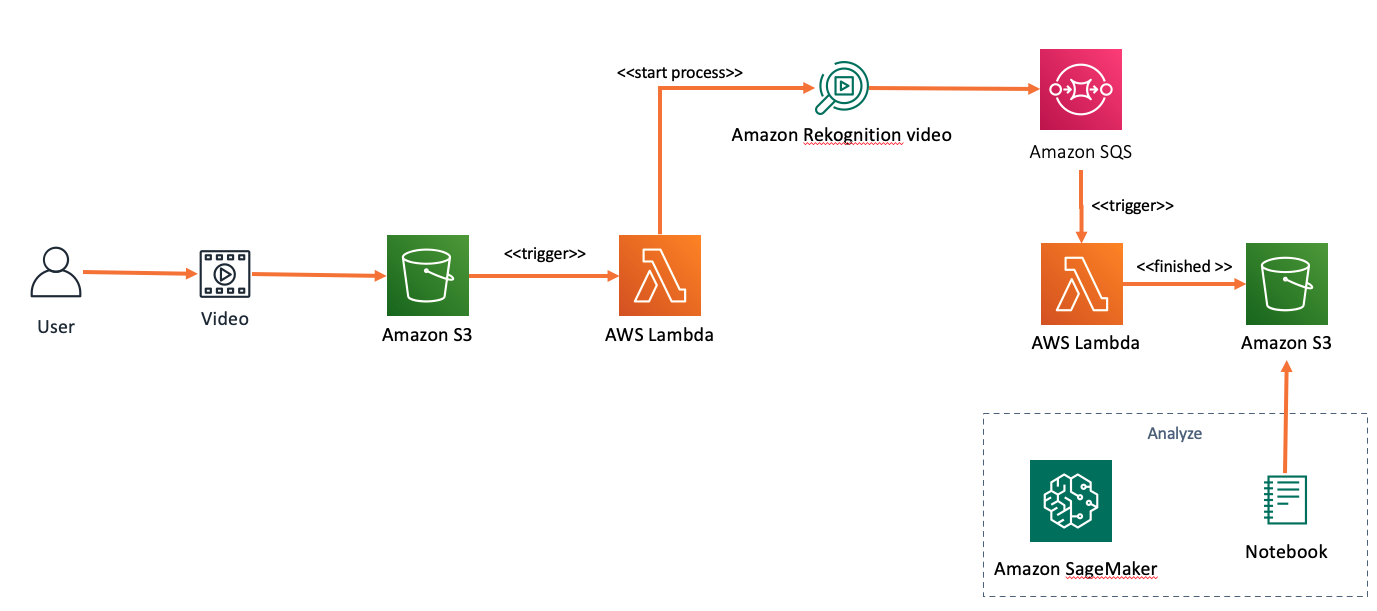 <<start process>>
Amazon Rekognition video
Amazon SQS
<<trigger>>
User
Video
Amazon S3
<<trigger>>
AWS Lambda
AWS Lambda
<<finished >>
Amazon S3
Analyze
Amazon SageMaker
Notebook